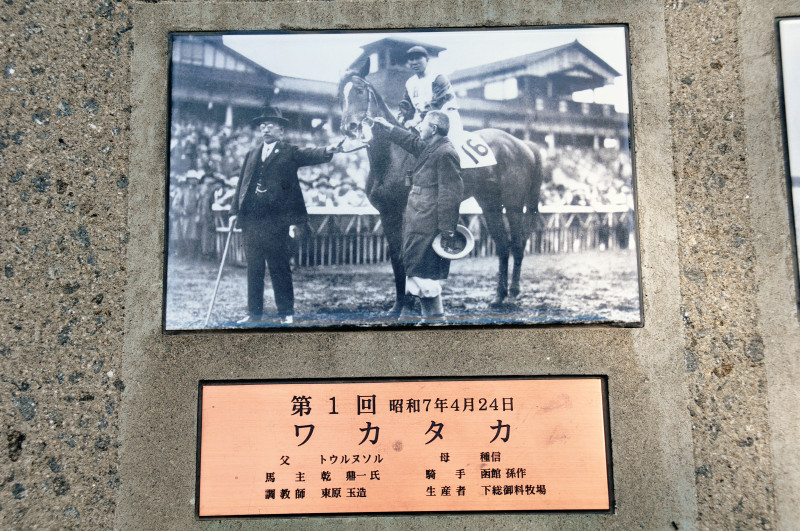 16
第1回 昭和7年4月24日
ワカタカ
父 トウルヌソル 母 種信
馬主 乾 鼎一氏 騎手 函館 孫作
調教師 東原 玉造 生産者 下総御料牧場